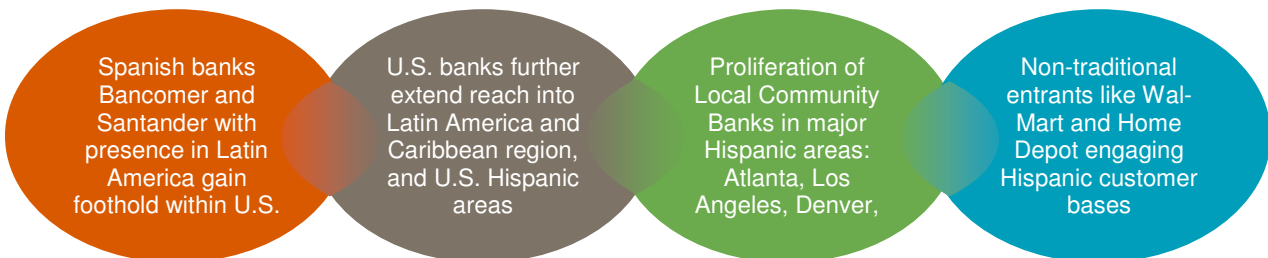 Spanish banks
Bancomer and
Santander with
presence in Latin
America gain
foothold within U.S.
U.S. banks further
extend reach into
Latin America and
Caribbean region,
and U.S. Hispanic
areas
Proliferation of
Local Community
Banks in major
Hispanic areas:
Atlanta, Los
Angeles, Denver,
Non-traditional
entrants like Wal-
Mart and Home
Depot engaging
Hispanic customer
bases